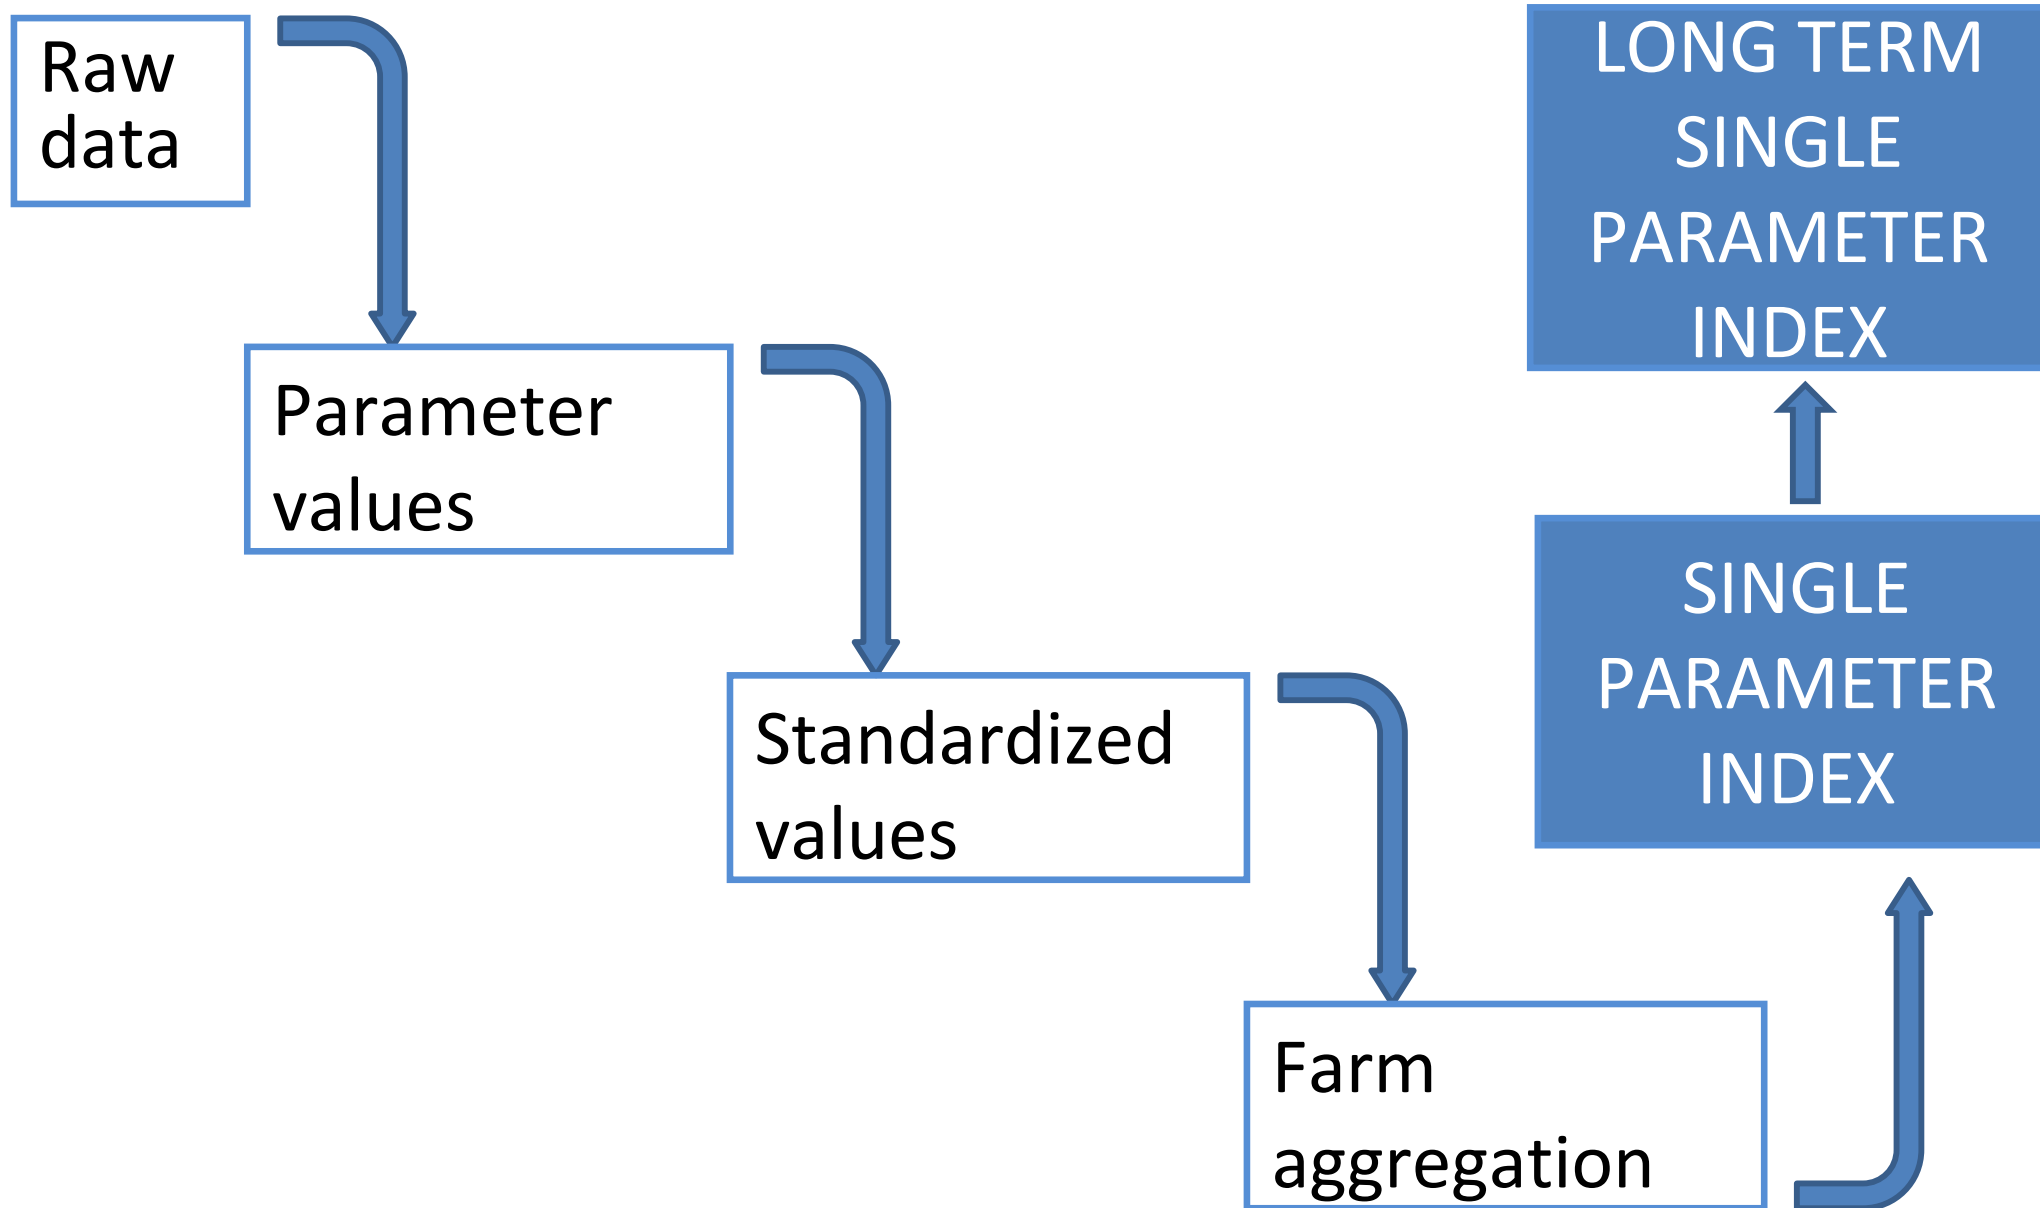 Raw
data
Parameter
values
Standardized
values
Farm
aggregation
SINGLE
PARAMETER
INDEX
LONG TERM
SINGLE
PARAMETER
INDEX